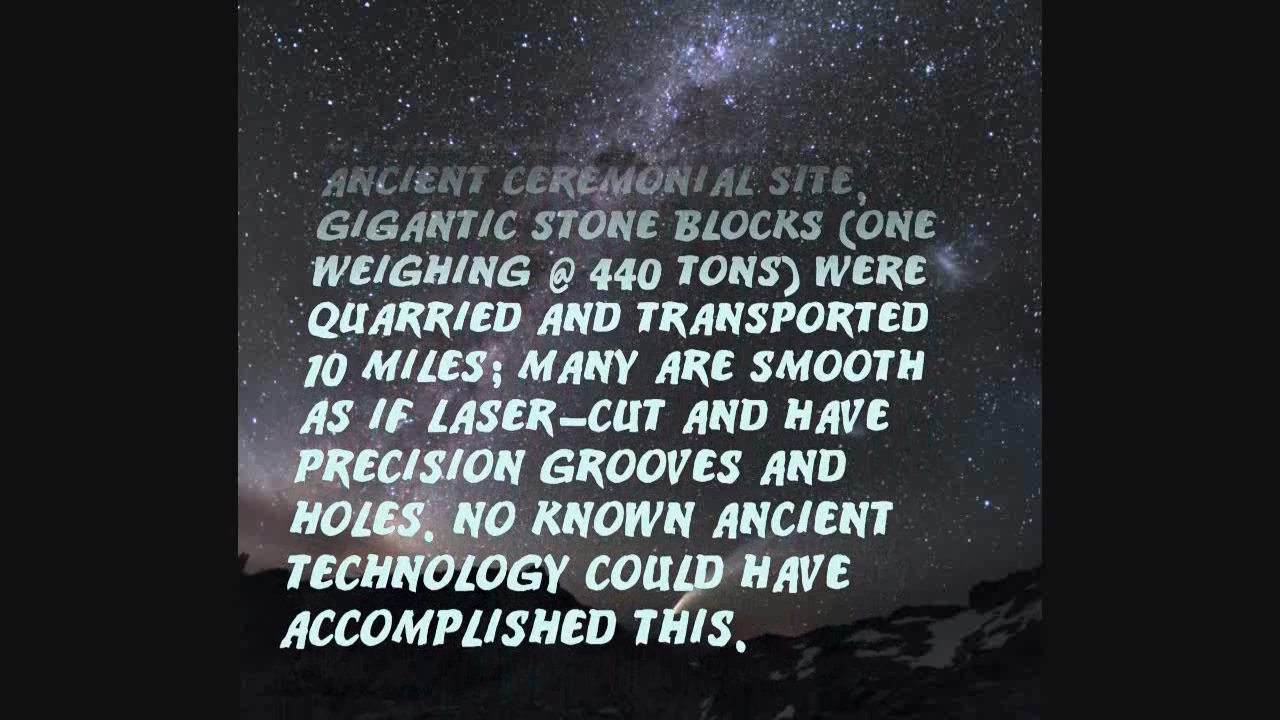 ANCIENT CEREMONIAL SITE,
GIGANTIC STONE BLOCKS (ONE
WEIGHING @ 440 TONS) WERE
QUARRIED AND TRANSPORTED
10 MILES; MANY ARE SMOOTH
AS IF LASER-CUT AND HAVE
PRECISION GROOVES AND
HOLES. NO KNOWN ANCIENT
TECHNOLOGY COULD HAVE
ACCOMPLISHED THIS.